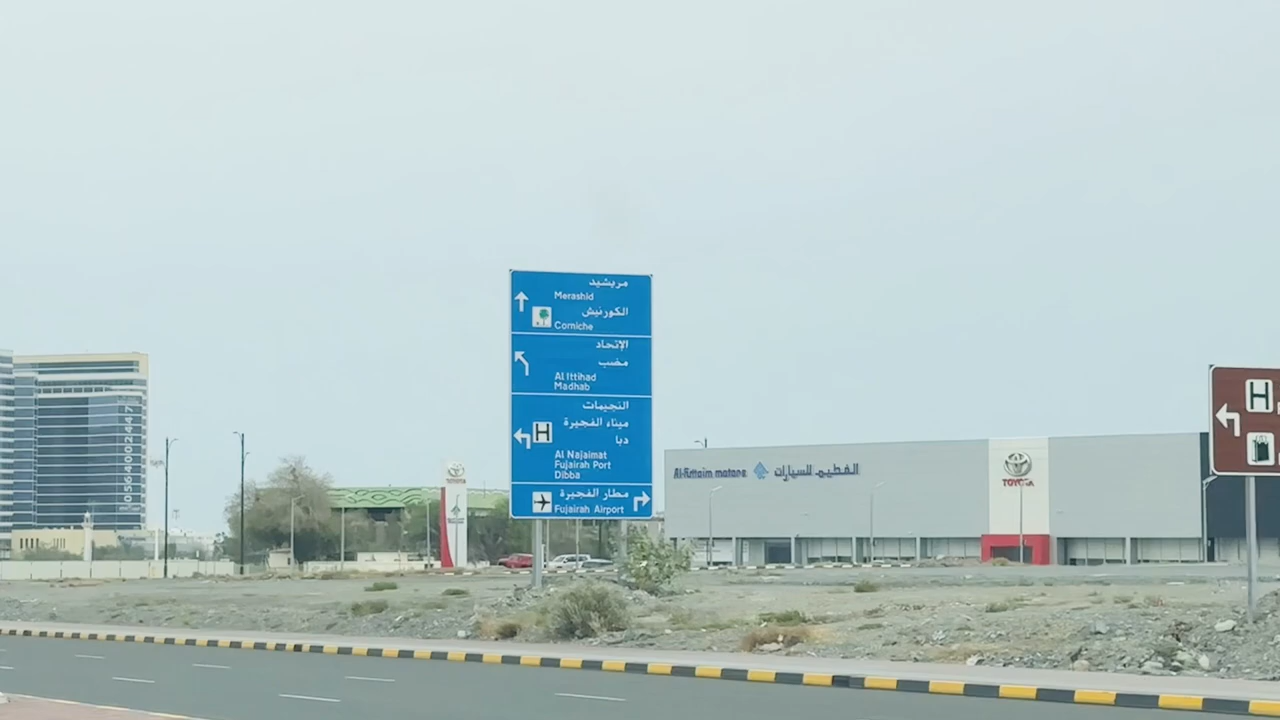 مريشيد
Merashid
الكورنيش
Corniche
الإتحاد
مضب
Al Ittihad
Madhab
النجيمات
ميناء الفجيرة
دبا
H
Al Najaimat
Fujairah Port
Dibba
مطار الفجيرة
Fujairah Airport
Al-Futtaim motors
الفطيم للسيارات
TOYOTA
H
0564002447